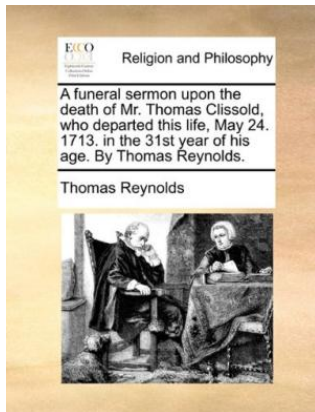 ECCO
Religion and Philosophy
A funeral sermon upon the
death of Mr. Thomas Clissold,
who departed this life, May 24.
1713. in the 31st year of his
age. By Thomas Reynolds.
Thomas Reynolds